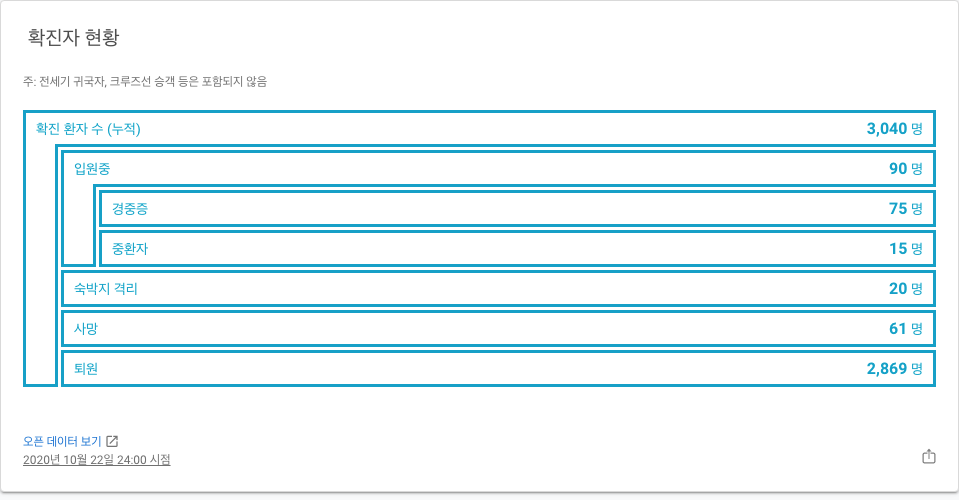 확진자 현황
주: 전세기 귀국자, 크루즈선 승객 등은 포함되지 않음
확진 환자 수 (누적) 3,040 명
입원중 90 명
경중증 75 명
중환자 15 명
숙박지 격리 20 명
사망 61 명
퇴원 2,869 명
오픈 데이터 보기
2020년 10월 22일 24:00 시점